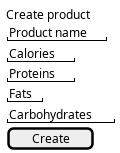 Create product
Product name
Calories
Proteins
Fats
Carbohydrates
Create